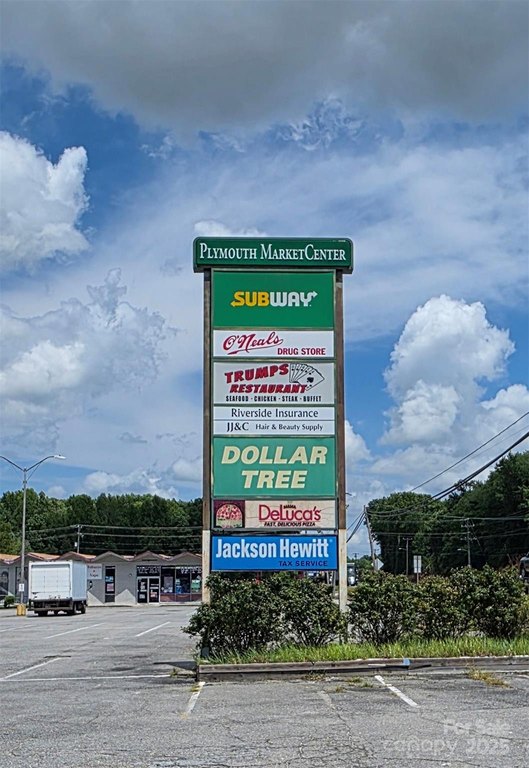 PLYMOUTH MARKETCENTER
SUBWAY
O'Neals
DRUG STORE
TRUMPS
RESTAURANT
SEAFOOD · CHICKEN · STEAK · BUFFET
Riverside Insurance
JJ&C Hair & Beauty Supply
DOLLAR
TREE
DeLuca's
FAST, DELICIOUS PIZZA
JACKSON HEWITT
TAX SERVICE
For Sale
canopy 2025